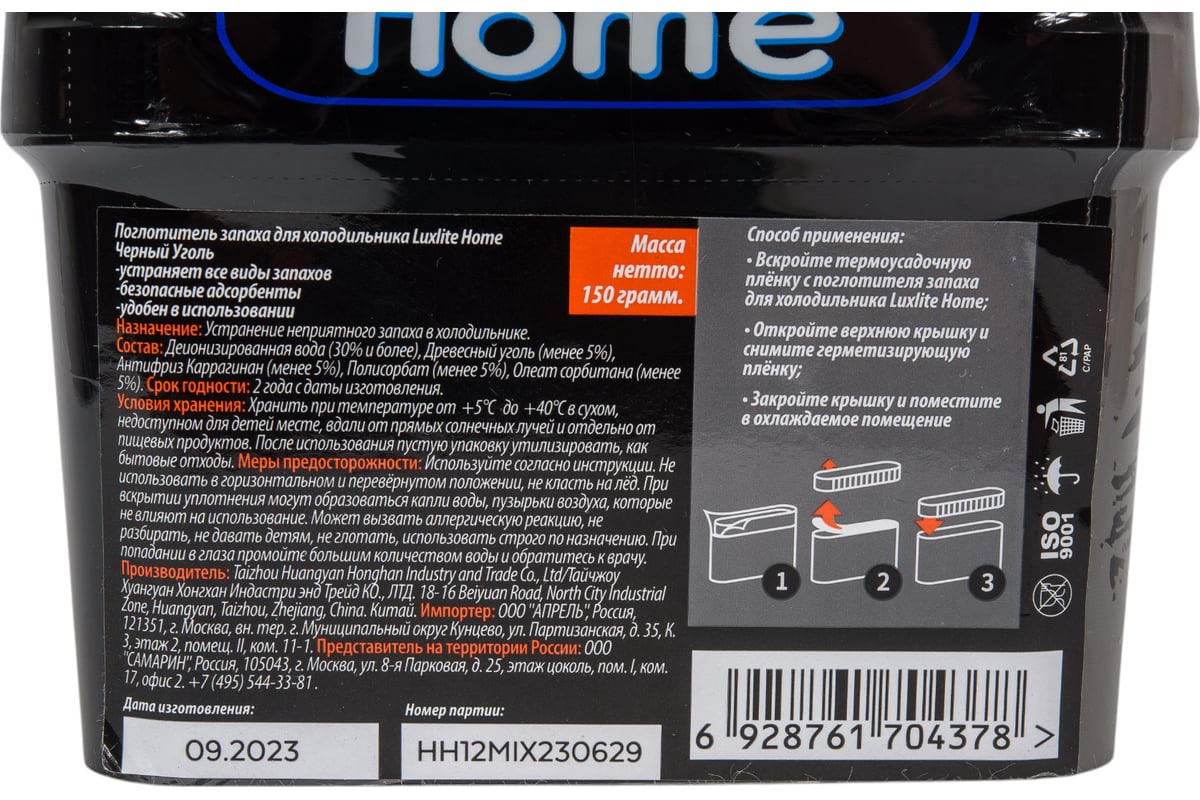 Home
Поглотитель запаха для холодильника Luxlite Home
Черный Уголь
-устраняет все виды запахов
-безопасные адсорбенты
-удобен в использовании
Масса
нетто:
150 грамм.
Назначение: Устранение неприятного запаха в холодильнике.
Состав: Деионизированная вода (30% и более), Древесный уголь (менее 5%),
Антифриз Каррагинан (менее 5%), Полисорбат (менее 5%), Олеат сорбитана (менее
5%). Срок годности: 2 года с даты изготовления.
Условия хранения: Хранить при температуре от +5°C до +40°C в сухом,
недоступном для детей месте, вдали от прямых солнечных лучей и отдельно от
пищевых продуктов. После использования пустую упаковку утилизировать, как
бытовые отходы. Меры предосторожности: Используйте согласно инструкции. Не
использовать в горизонтальном и перевёрнутом положении, не класть на лёд. При
вскрытии уплотнения могут образоваться капли воды, пузырьки воздуха, которые
не влияют на использование. Может вызвать аллергическую реакцию, не
разбирать, не давать детям, не глотать, использовать строго по назначению. При
попадании в глаза промойте большим количеством воды и обратитесь к врачу.
Производитель: Taizhou Huangyan Honghan Industry and Trade Co., Ltd/Тайчжоу
Хуангуан Хонгхан Индастри энд Трейд КО., ЛТД. 18-16 Beiyuan Road, North City Industrial
Zone, Huangyan, Taizhou, Zhejiang, China. Китай. Импортер: ООО "АПРЕЛЬ", Россия,
121351, г. Москва, вн. тер. г. Муниципальный округ Кунцево, ул. Партизанская, д. 35, К.
3, этаж 2, помещ. II, ком. 11-1. Представитель на территории России: ООО
"САМАРИН", Россия, 105043, г. Москва, ул. 8-я Парковая, д. 25, этаж цоколь, пом. I, ком.
17, офис 2. +7 (495) 544-33-81.
Дата изготовления:
09.2023
Номер партии:
HH12MIX230629
Способ применения:
• Вскройте термоусадочную
плёнку с поглотителя запаха
для холодильника Luxlite Home;
• Откройте верхнюю крышку и
снимите герметизирующую
плёнку;
• Закройте крышку и поместите
в охлаждаемое помещение
1
2
3
81
C/PAP
ISO
9001
6 928761 704378 >